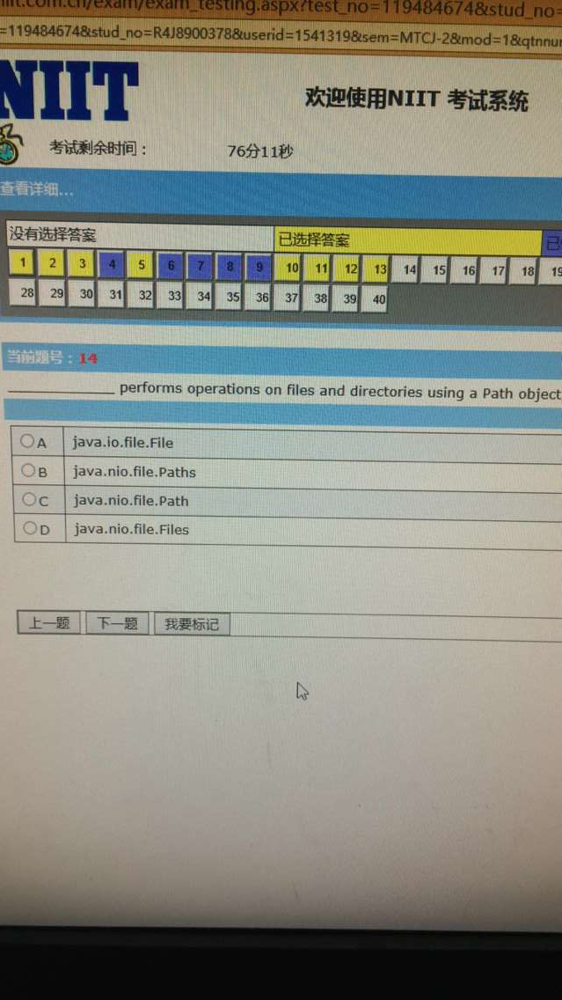 niit.com.cn/exam/exam_testing.aspx?test_no=119484674&stud_no=
=119484674&stud_no=R4J8900378&userid=1541319&sem=MTCJ-2&mod=1&qtnnur
NIIT
欢迎使用NIIT 考试系统
考试剩余时间： 76分11秒
查看详细...
没有选择答案 已选择答案
1 2 3 4 5 6 7 8 9 10 11 12 13 14 15 16 17 18 19
28 29 30 31 32 33 34 35 36 37 38 39 40
当前题号：14
____________ performs operations on files and directories using a Path object
A java.io.file.File
B java.nio.file.Paths
C java.nio.file.Path
D java.nio.file.Files
上一题 下一题 我要标记